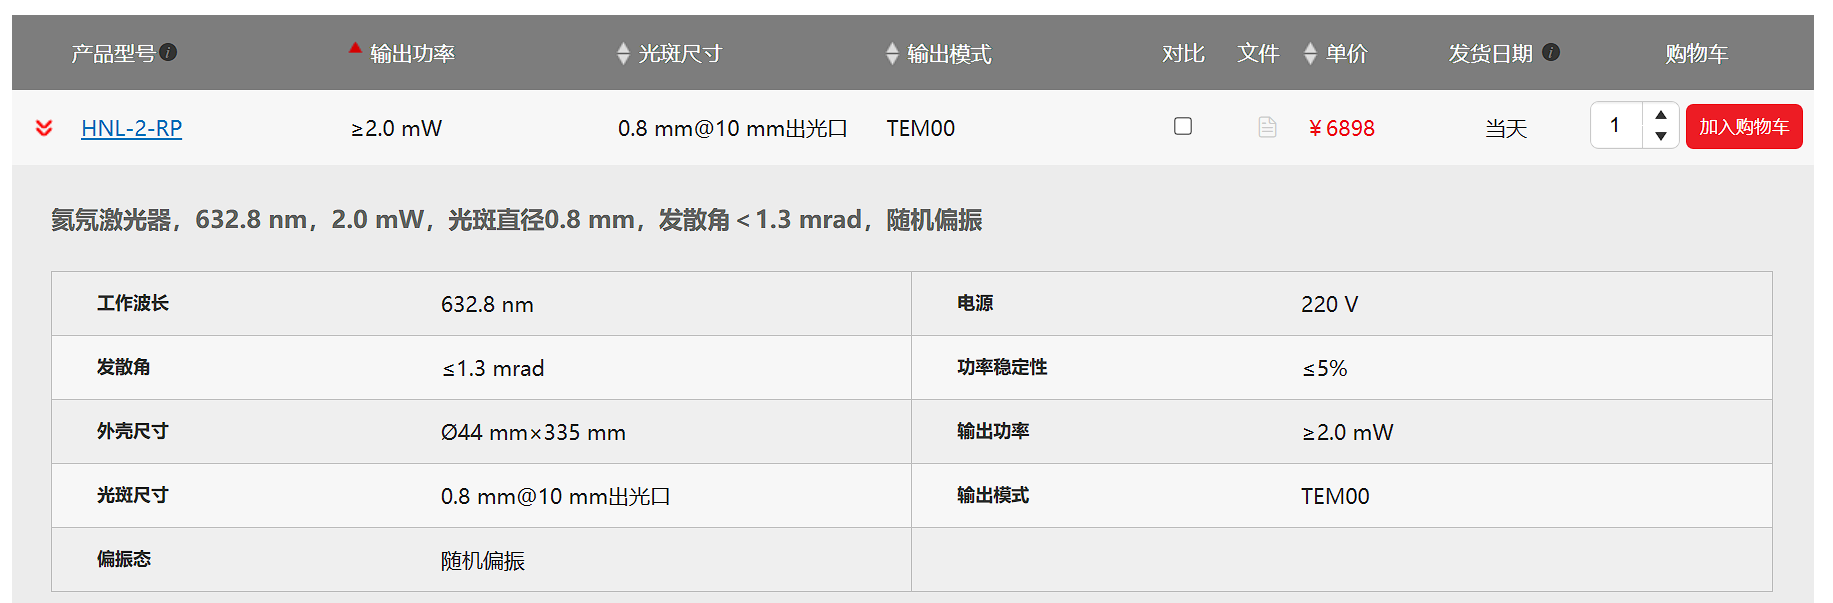 产品型号 输出功率 光斑尺寸 输出模式 对比 文件 单价 发货日期 购物车
HNL-2-RP ≥2.0 mW 0.8 mm@10 mm出光口 TEM00 ¥6898 当天 1 加入购物车
氦氖激光器，632.8 nm，2.0 mW，光斑直径0.8 mm，发散角＜1.3 mrad，随机偏振
工作波长 632.8 nm 电源 220 V
发散角 ≤1.3 mrad 功率稳定性 ≤5%
外壳尺寸 Ø44 mm×335 mm 输出功率 ≥2.0 mW
光斑尺寸 0.8 mm@10 mm出光口 输出模式 TEM00
偏振态 随机偏振